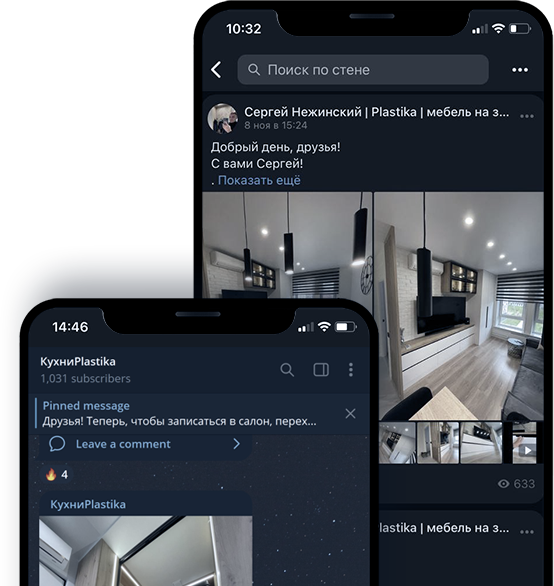 10:32
Поиск по стене
Сергей Нежинский | Plastika | мебель на з...
8 ноя в 15:24
Добрый день, друзья!
С вами Сергей!
. Показать ещё
633
lastika | мебель на з...
14:46
КухниPlastika
1,031 subscribers
Pinned message
Друзья! Теперь, чтобы записаться в салон, перех...
Leave a comment
🔥 4
КухниPlastika